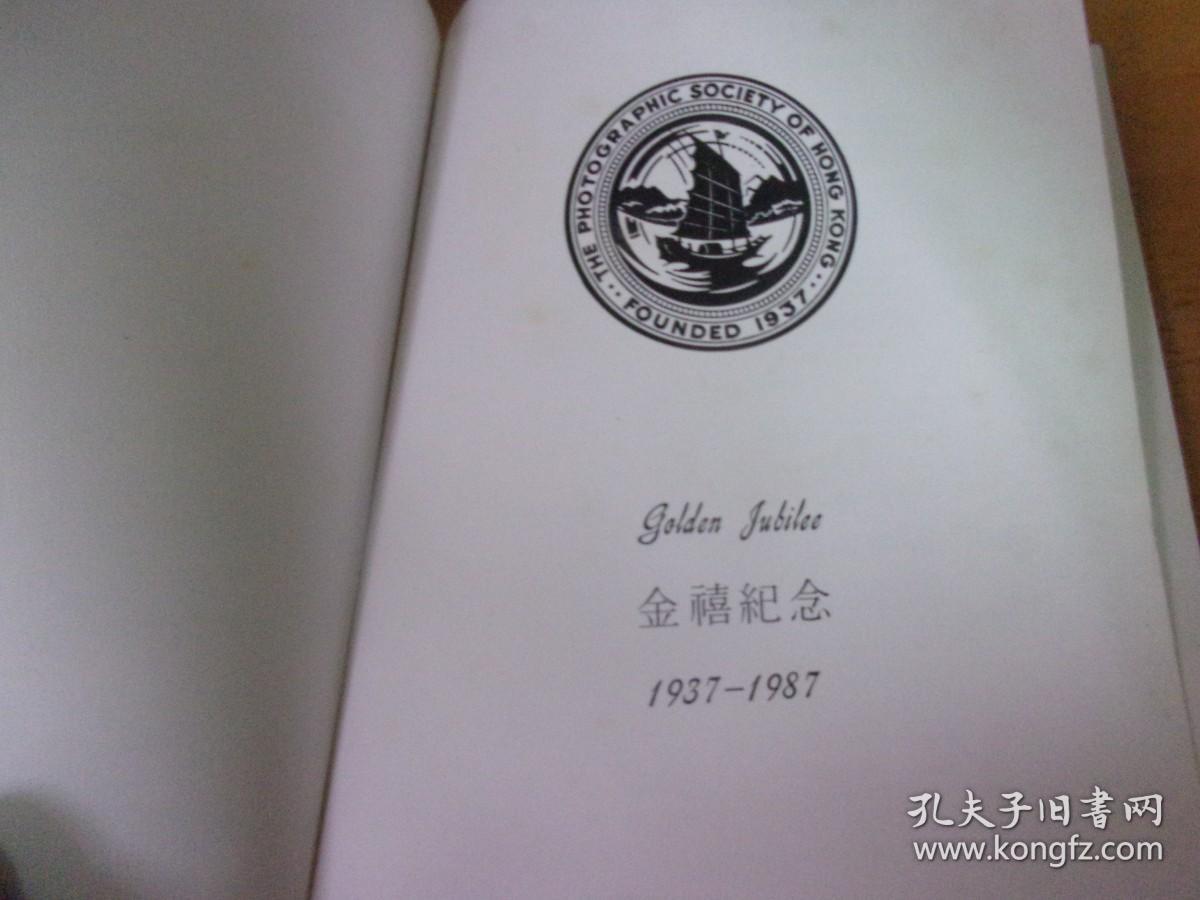 THE PHOTOGRAPHIC SOCIETY OF HONG KONG
·· FOUNDED 1937 ··
Golden Jubilee
金禧紀念
1937-1987
孔夫子旧書网
www.kongfz.com